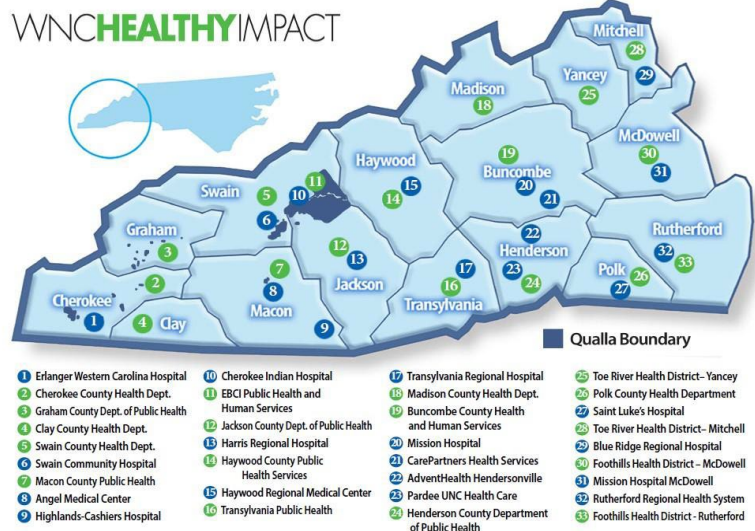 WNCHEALTHYIMPACT
Mitchell
28
29
Yancey
25
Madison
18
McDowell
30
31
Buncombe
19
20
21
Haywood
15
14
Swain
5
10
11
6
Graham
3
2
Cherokee
1
4
Clay
7
8
Macon
9
12
13
Jackson
17
16
Transylvania
22
Henderson
23
24
Rutherford
32
33
Polk
26
27
Qualla Boundary
1 Erlanger Western Carolina Hospital
2 Cherokee County Health Dept.
3 Graham County Dept. of Public Health
4 Clay County Health Dept.
5 Swain County Health Dept.
6 Swain Community Hospital
7 Macon County Public Health
8 Angel Medical Center
9 Highlands-Cashiers Hospital
10 Cherokee Indian Hospital
11 EBCI Public Health and
Human Services
12 Jackson County Dept. of Public Health
13 Harris Regional Hospital
14 Haywood County Public
Health Services
15 Haywood Regional Medical Center
16 Transylvania Public Health
17 Transylvania Regional Hospital
18 Madison County Health Dept.
19 Buncombe County Health
and Human Services
20 Mission Hospital
21 CarePartners Health Services
22 AdventHealth Hendersonville
23 Pardee UNC Health Care
24 Henderson County Department
of Public Health
25 Toe River Health District– Yancey
26 Polk County Health Department
27 Saint Luke's Hospital
28 Toe River Health District– Mitchell
29 Blue Ridge Regional Hospital
30 Foothills Health District – McDowell
31 Mission Hospital McDowell
32 Rutherford Regional Health System
33 Foothills Health District - Rutherford